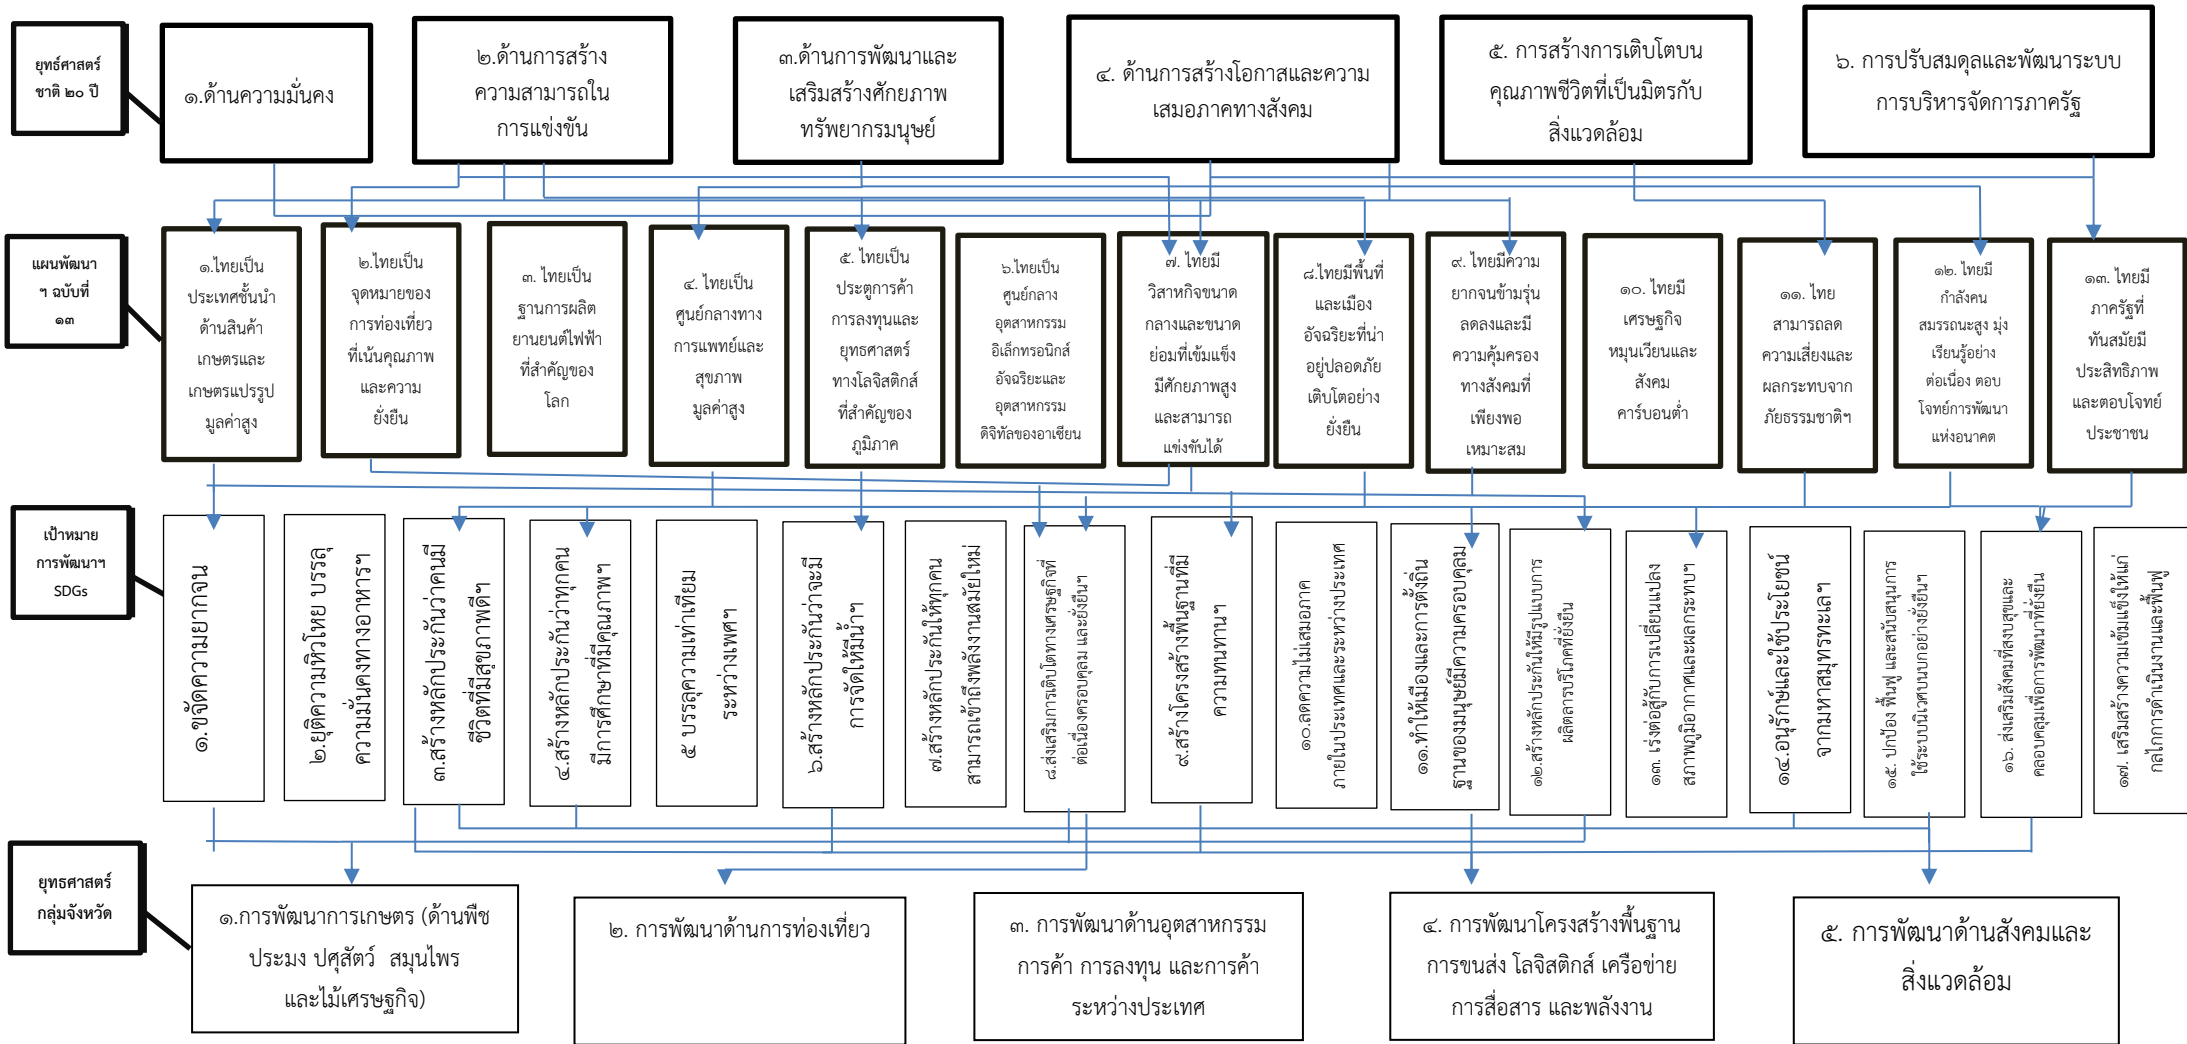 ยุทธ์ศาสตร์
ชาติ ๒๐ ปี
๑.ด้านความมั่นคง
๒.ด้านการสร้าง
ความสามารถใน
การแข่งขัน
๓.ด้านการพัฒนาและ
เสริมสร้างศักยภาพ
ทรัพยากรมนุษย์
๔. ด้านการสร้างโอกาสและความ
เสมอภาคทางสังคม
๕. การสร้างการเติบโตบน
คุณภาพชีวิตที่เป็นมิตรกับ
สิ่งแวดล้อม
๖. การปรับสมดุลและพัฒนาระบบ
การบริหารจัดการภาครัฐ
แผนพัฒนา
ฯ ฉบับที่
๑๓
๑.ไทยเป็น
ประเทศชั้นนำ
ด้านสินค้า
เกษตรและ
เกษตรแปรรูป
มูลค่าสูง
๒.ไทยเป็น
จุดหมายของ
การท่องเที่ยว
ที่เน้นคุณภาพ
และความ
ยั่งยืน
๓. ไทยเป็น
ฐานการผลิต
ยานยนต์ไฟฟ้า
ที่สำคัญของ
โลก
๔. ไทยเป็น
ศูนย์กลางทาง
การแพทย์และ
สุขภาพ
มูลค่าสูง
๕. ไทยเป็น
ประตูการค้า
การลงทุนและ
ยุทธศาสตร์
ทางโลจิสติกส์
ที่สำคัญของ
ภูมิภาค
๖.ไทยเป็น
ศูนย์กลาง
อุตสาหกรรม
อิเล็กทรอนิกส์
อัจฉริยะและ
อุตสาหกรรม
ดิจิทัลของอาเซียน
๗. ไทยมี
วิสาหกิจขนาด
กลางและขนาด
ย่อมที่เข้มแข็ง
มีศักยภาพสูง
และสามารถ
แข่งขันได้
๘.ไทยมีพื้นที่
และเมือง
อัจฉริยะที่น่า
อยู่ปลอดภัย
เติบโตอย่าง
ยั่งยืน
๙. ไทยมีความ
ยากจนข้ามรุ่น
ลดลงและมี
ความคุ้มครอง
ทางสังคมที่
เพียงพอ
เหมาะสม
๑๐. ไทยมี
เศรษฐกิจ
หมุนเวียนและ
สังคม
คาร์บอนต่ำ
๑๑. ไทย
สามารถลด
ความเสี่ยงและ
ผลกระทบจาก
ภัยธรรมชาติฯ
๑๒. ไทยมี
กำลังคน
สมรรถนะสูง มุ่ง
เรียนรู้อย่าง
ต่อเนื่อง ตอบ
โจทย์การพัฒนา
แห่งอนาคต
๑๓. ไทยมี
ภาครัฐที่
ทันสมัยมี
ประสิทธิภาพ
และตอบโจทย์
ประชาชน
เป้าหมาย
การพัฒนาฯ
SDGs
๑.ขจัดความยากจน
๒.ยุติความหิวโหย บรรลุ
ความมั่นคงทางอาหารฯ
๓.สร้างหลักประกันว่าคนมี
ชีวิตที่มีสุขภาพดีฯ
๔.สร้างหลักประกันว่าทุกคน
มีการศึกษาที่มีคุณภาพฯ
๕ บรรลุความเท่าเทียม
ระหว่างเพศฯ
๖.สร้างหลักประกันว่าจะมี
การจัดให้มีน้ำฯ
๗.สร้างหลักประกันให้ทุกคน
สามารถเข้าถึงพลังงานสมัยใหม่
๘.ส่งเสริมการเติบโตทางเศรษฐกิจที่
ต่อเนื่องครอบคลุม และยั่งยืนฯ
๙.สร้างโครงสร้างพื้นฐานที่มี
ความทนทานฯ
๑๐.ลดความไม่เสมอภาค
ภายในประเทศและระหว่างประเทศ
๑๑.ทำให้เมืองและการตั้งถิ่น
ฐานของมนุษย์มีความครอบคลุม
๑๒.สร้างหลักประกันให้มีรูปแบบการ
ผลิตลารบริโภคที่ยั่งยืน
๑๓. เร่งต่อสู้กับการเปลี่ยนแปลง
สภาพภูมิอากาศและผลกระทบฯ
๑๔.อนุรักษ์และใช้ประโยชน์
จากมหาสมุทรทะเลฯ
๑๕. ปกป้อง ฟื้นฟู และสนับสนุนการ
ใช้ระบบนิเวศบนบกอย่างยั่งยืนฯ
๑๖. ส่งเสริมสังคมที่สงบสุขและ
คลอบคลุมเพื่อการพัฒนาที่ยั่งยืน
๑๗. เสริมสร้างความเข้มแข็งให้แก่
กลไกการดำเนินงานและฟื้นฟู
ยุทธศาสตร์
กลุ่มจังหวัด
๑.การพัฒนาการเกษตร (ด้านพืช
ประมง ปศุสัตว์ สมุนไพร
และไม้เศรษฐกิจ)
๒. การพัฒนาด้านการท่องเที่ยว
๓. การพัฒนาด้านอุตสาหกรรม
การค้า การลงทุน และการค้า
ระหว่างประเทศ
๔. การพัฒนาโครงสร้างพื้นฐาน
การขนส่ง โลจิสติกส์ เครือข่าย
การสื่อสาร และพลังงาน
๕. การพัฒนาด้านสังคมและ
สิ่งแวดล้อม